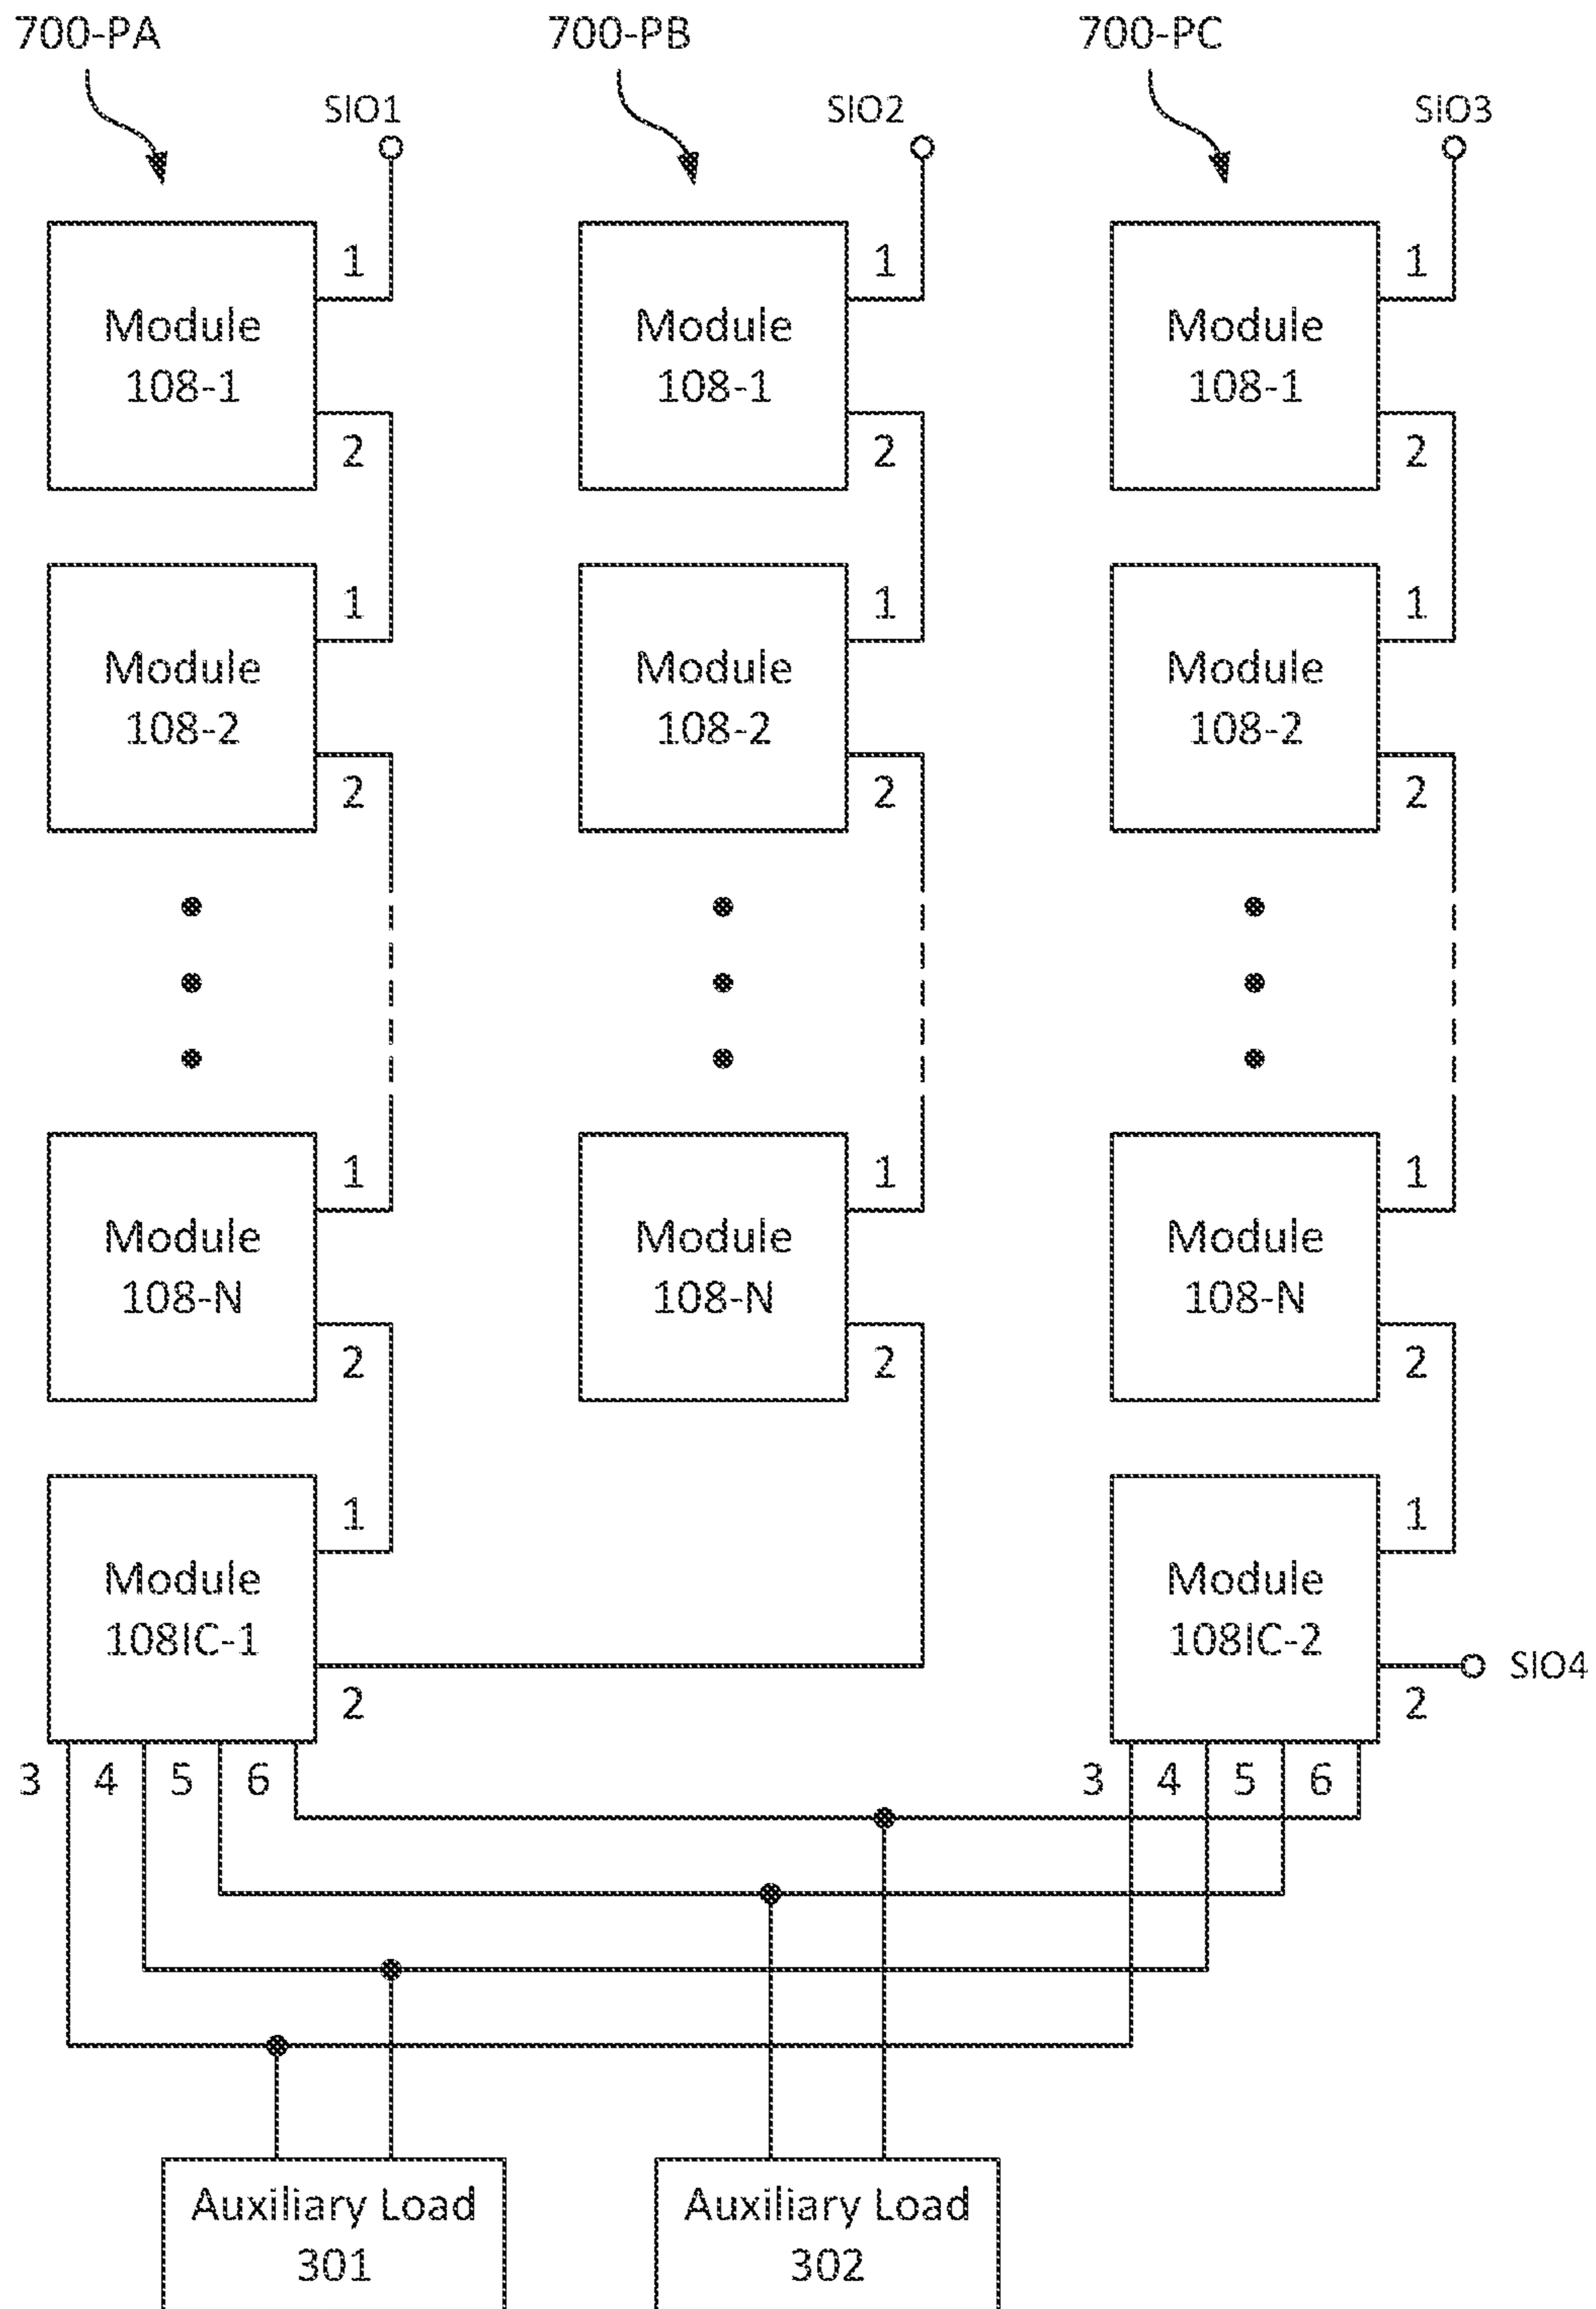 700-PA
700-PB
700-PC
SIO1
SIO2
SIO3
1
1
1
Module
108-1
Module
108-1
Module
108-1
2
2
2
1
1
1
Module
108-2
Module
108-2
Module
108-2
2
2
2
1
1
1
Module
108-N
Module
108-N
Module
108-N
2
2
2
1
1
Module
108IC-1
Module
108IC-2
SIO4
2
2
3 4 5 6
3 4 5 6
Auxiliary Load
301
Auxiliary Load
302